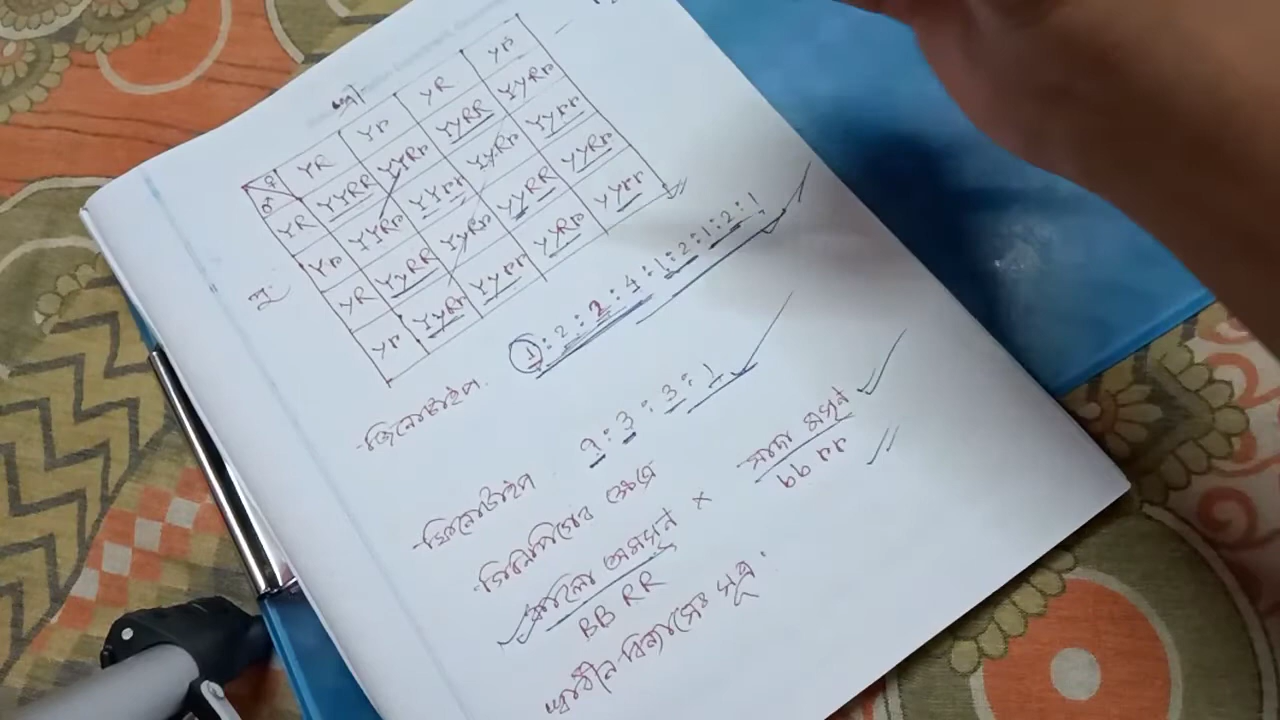 স্ত্রী
♀ ♂ YR Yr yR yr
YR YYRR YYRr YyRR YyRr
Yr YYRr YYrr YyRr Yyrr
পুং
yR YyRR YyRr yyRR yyRr
yr YyRr Yyrr yyRr yyrr
জিনোটাইপ. 1 : 2 : 2 : 4 : 1 : 2 : 1 : 2 : 1
ফিনোটাইপ 9 : 3 : 3 : 1
গিনিপিগের ক্ষেত্রে
কালো অমসৃন × সাদা মসৃন
BB RR bb rr
স্বাধীন বিন্যাসের সূত্র.